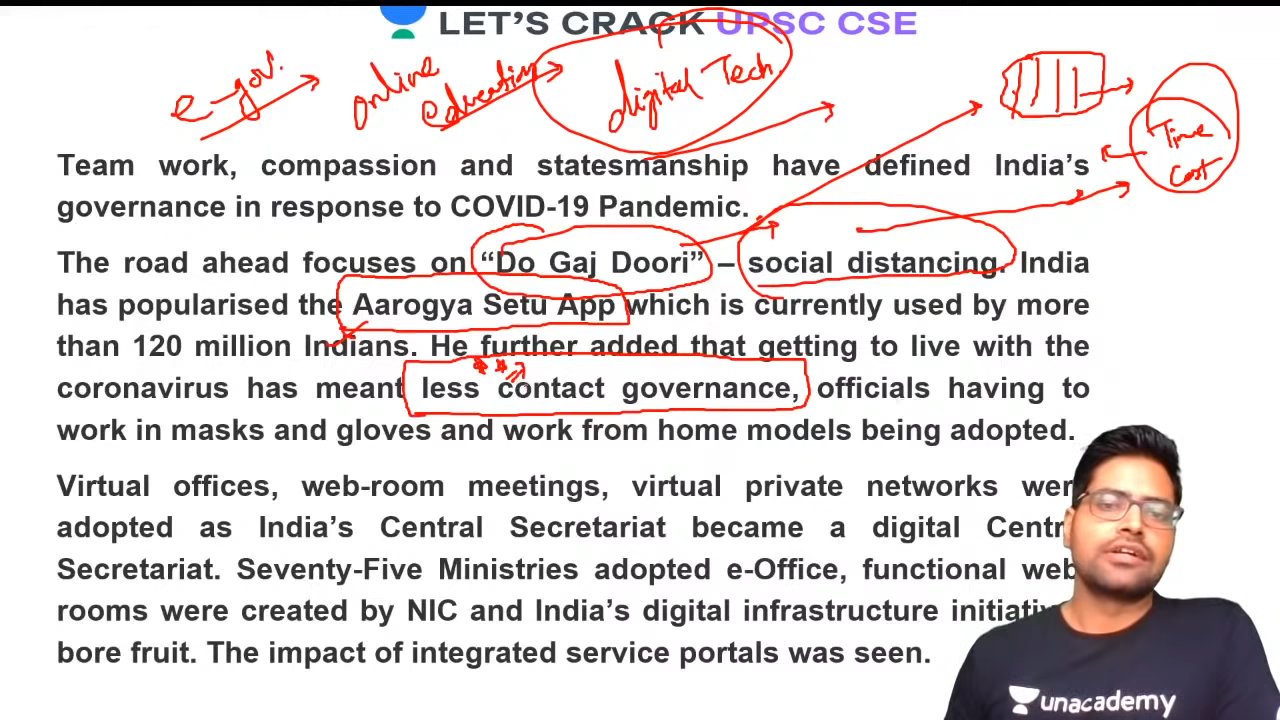 LET'S CRACK UPSC CSE
e-gov.
online
education
digital Tech.
Time
Cost
Team work, compassion and statesmanship have defined India's
governance in response to COVID-19 Pandemic.
The road ahead focuses on “Do Gaj Doori” – social distancing. India
has popularised the Aarogya Setu App which is currently used by more
than 120 million Indians. He further added that getting to live with the
coronavirus has meant less contact governance, officials having to
work in masks and gloves and work from home models being adopted.
Virtual offices, web-room meetings, virtual private networks wer
adopted as India's Central Secretariat became a digital Centr
Secretariat. Seventy-Five Ministries adopted e-Office, functional web
rooms were created by NIC and India's digital infrastructure initiativ
bore fruit. The impact of integrated service portals was seen.
unacademy